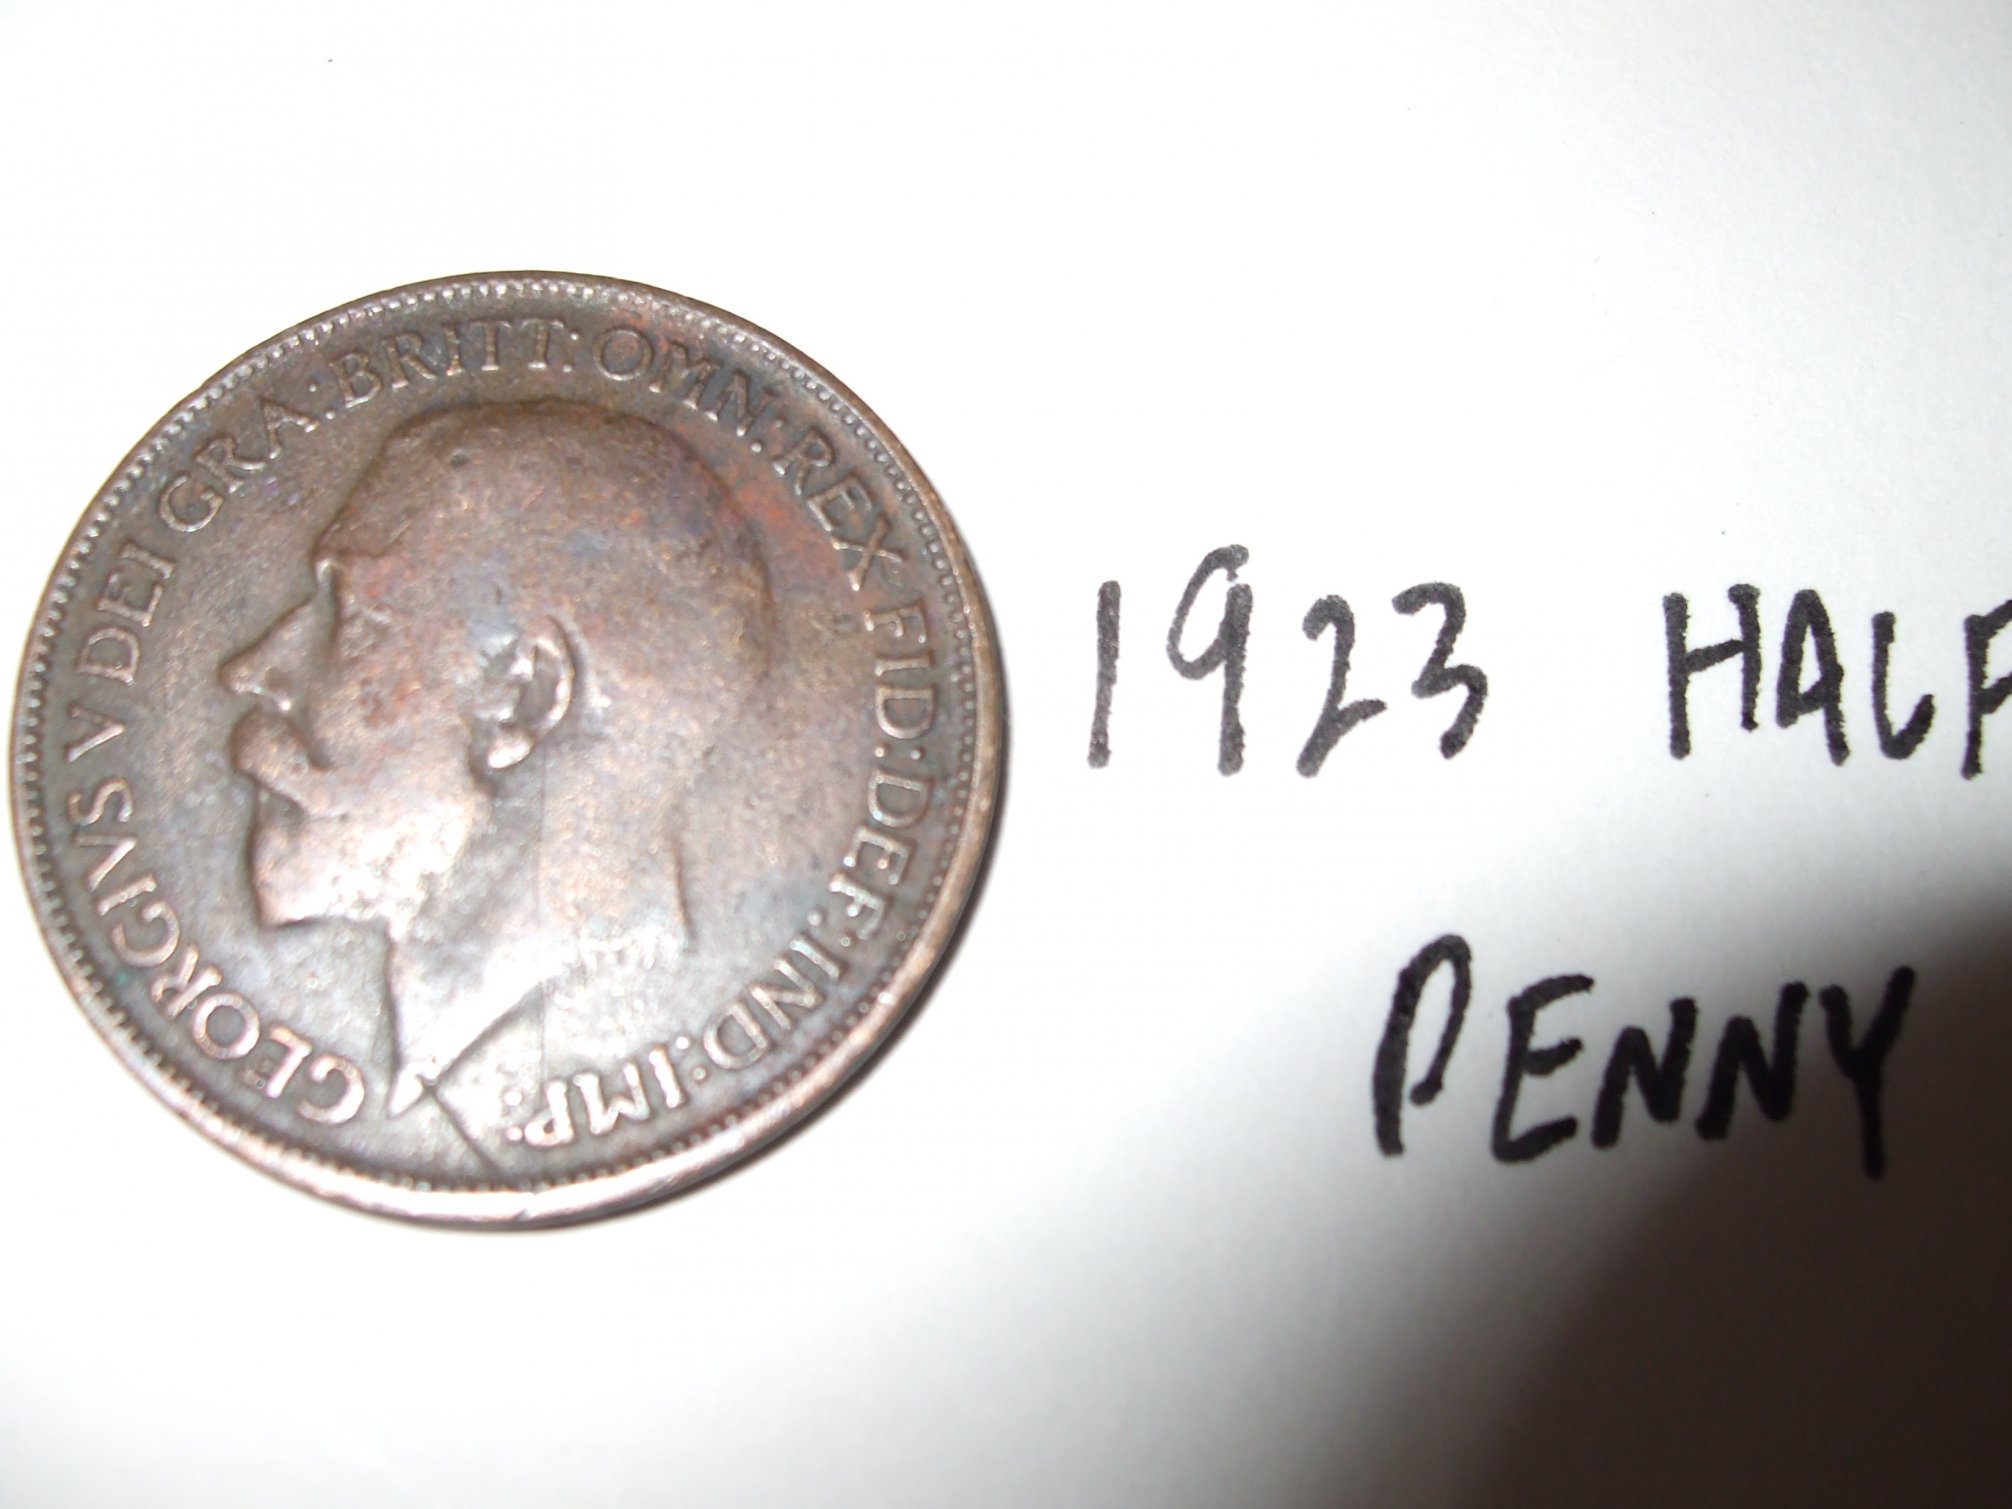 GEORGIVS V DEI GRA: BRITT: OMN: REX FID: DEF: IND: IMP:
1923 HALF
PENNY